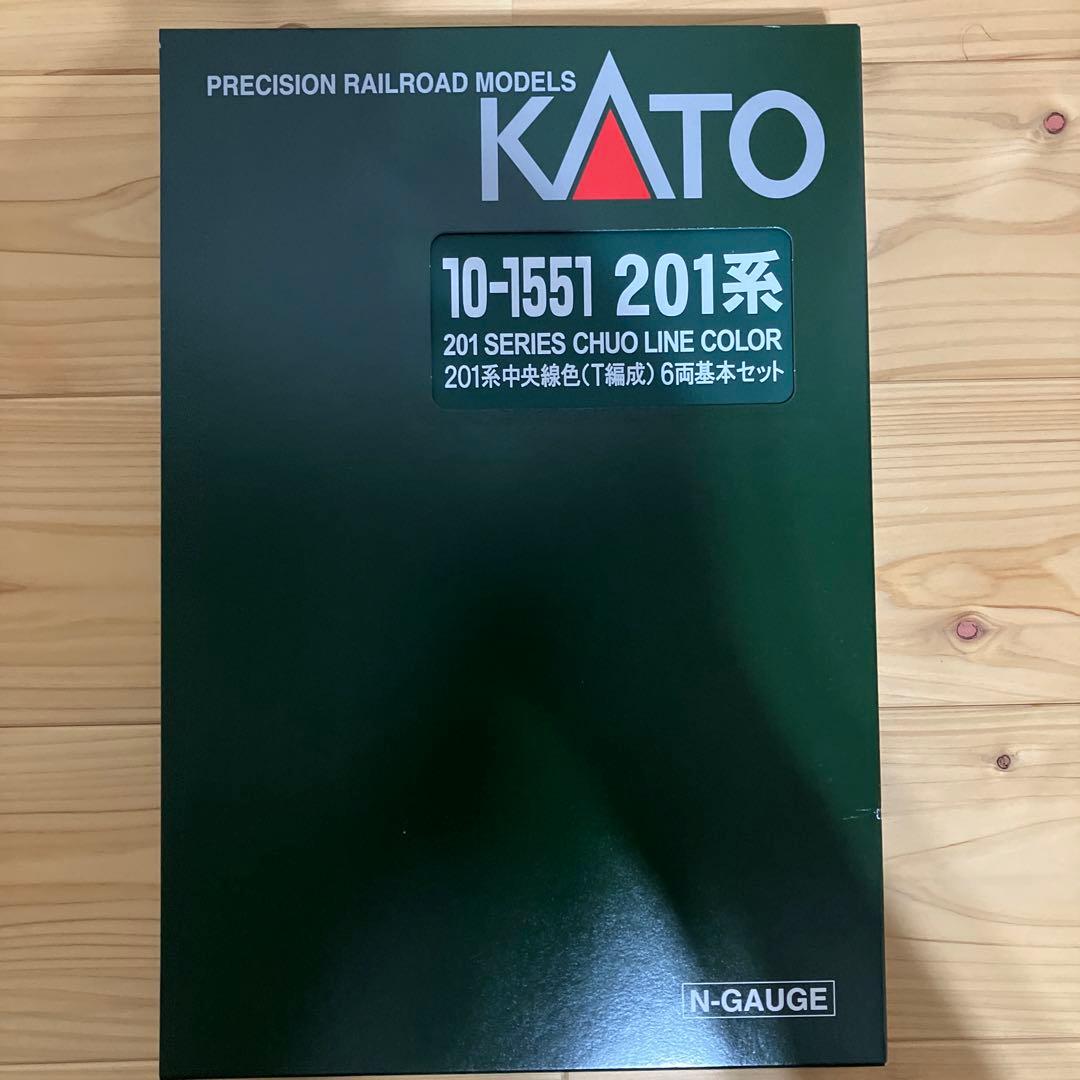 PRECISION RAILROAD MODELS
KATO
10-1551 201系
201 SERIES CHUO LINE COLOR
201系中央線色(T編成) 6両基本セット
N-GAUGE